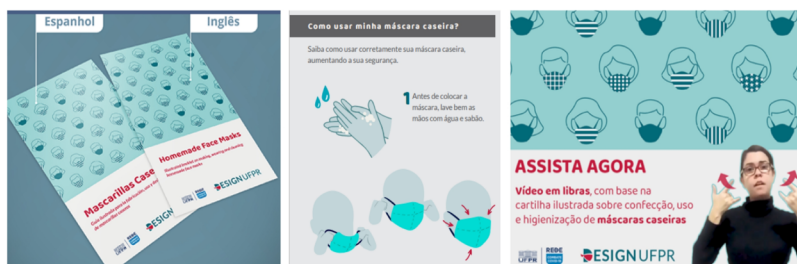 Espanhol
Inglês
Mascarillas Case
Homemade Face Masks
DESIGN
UFPR
REDE
DESIGN UFPR
Como usar minha máscara caseira?
Saiba como usar corretamente sua máscara caseira,
aumentando a sua segurança.
1 Antes de colocar a
máscara, lave bem as
mãos com água e sabão.
ASSISTA AGORA
Vídeo em libras, com base na
cartilha ilustrada sobre confecção, uso
e higienização de máscaras caseiras
UFPR
REDE
DESIGN UFPR